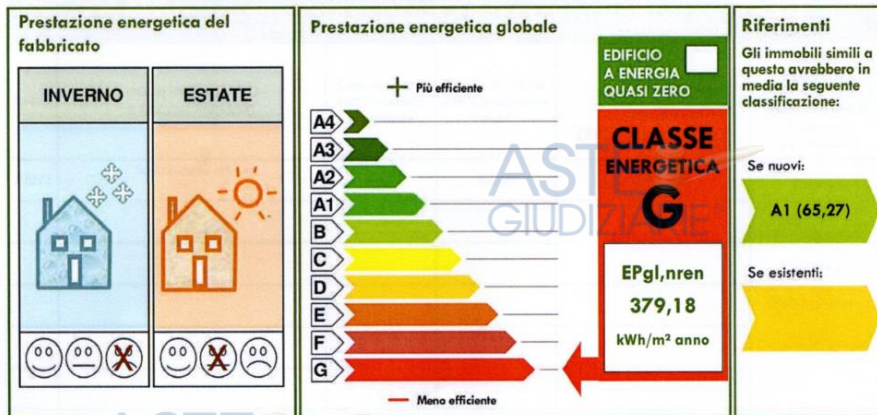 Prestazione energetica del
fabbricato
INVERNO
ESTATE
Prestazione energetica globale
+ Più efficiente
A4
A3
A2
A1
B
C
D
E
F
G
— Meno efficiente
EDIFICIO
A ENERGIA
QUASI ZERO
CLASSE
ENERGETICA
G
EPgl,nren
379,18
kWh/m² anno
Riferimenti
Gli immobili simili a
questo avrebbero in
media la seguente
classificazione:
Se nuovi:
A1 (65,27)
Se esistenti:
ASTE
GIUDIZIARIE®
ASTE